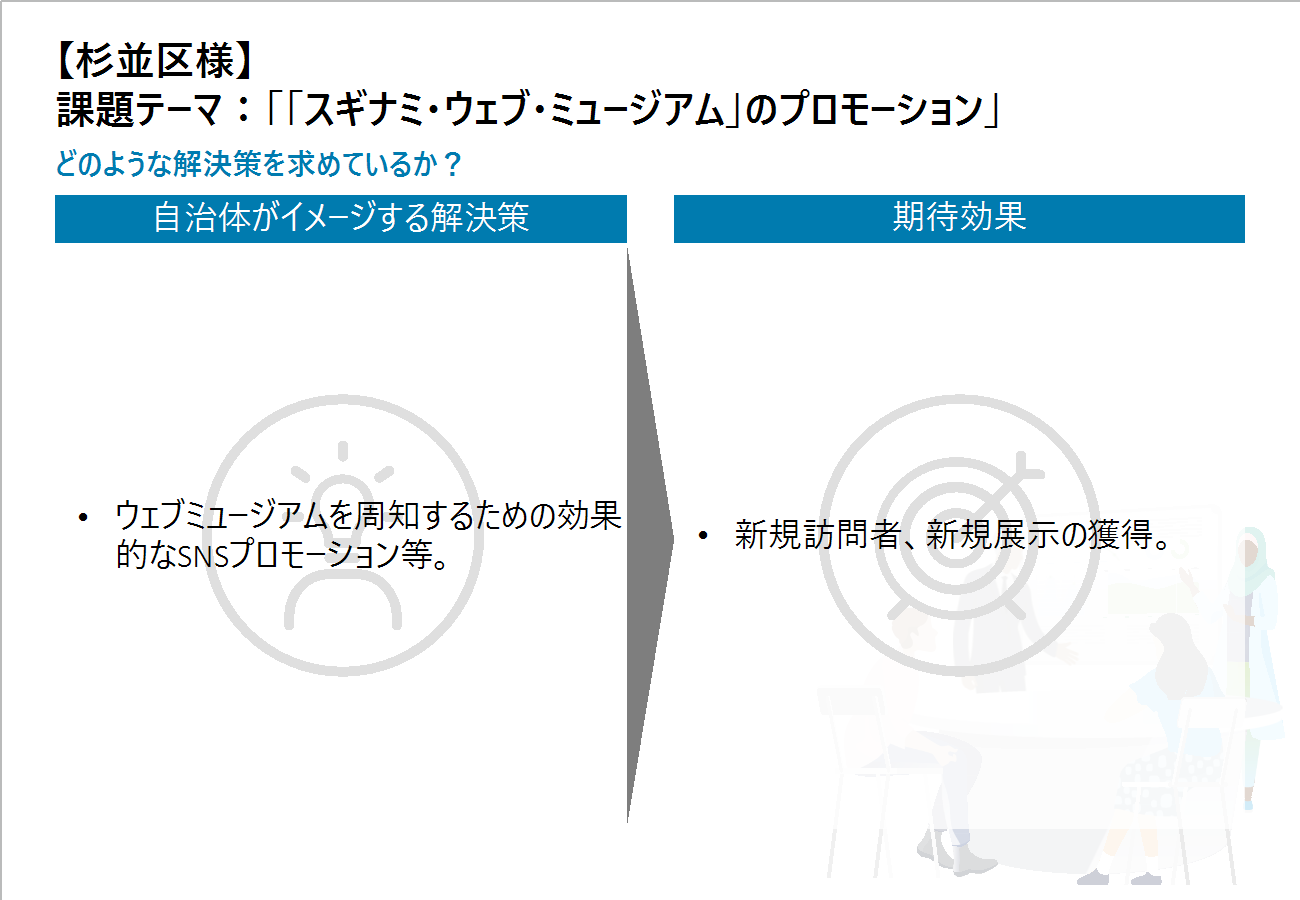 【杉並区様】
課題テーマ：「「スギナミ・ウェブ・ミュージアム」のプロモーション」
どのような解決策を求めているか？
自治体がイメージする解決策
期待効果
• ウェブミュージアムを周知するための効果
的なSNSプロモーション等。
• 新規訪問者、新規展示の獲得。